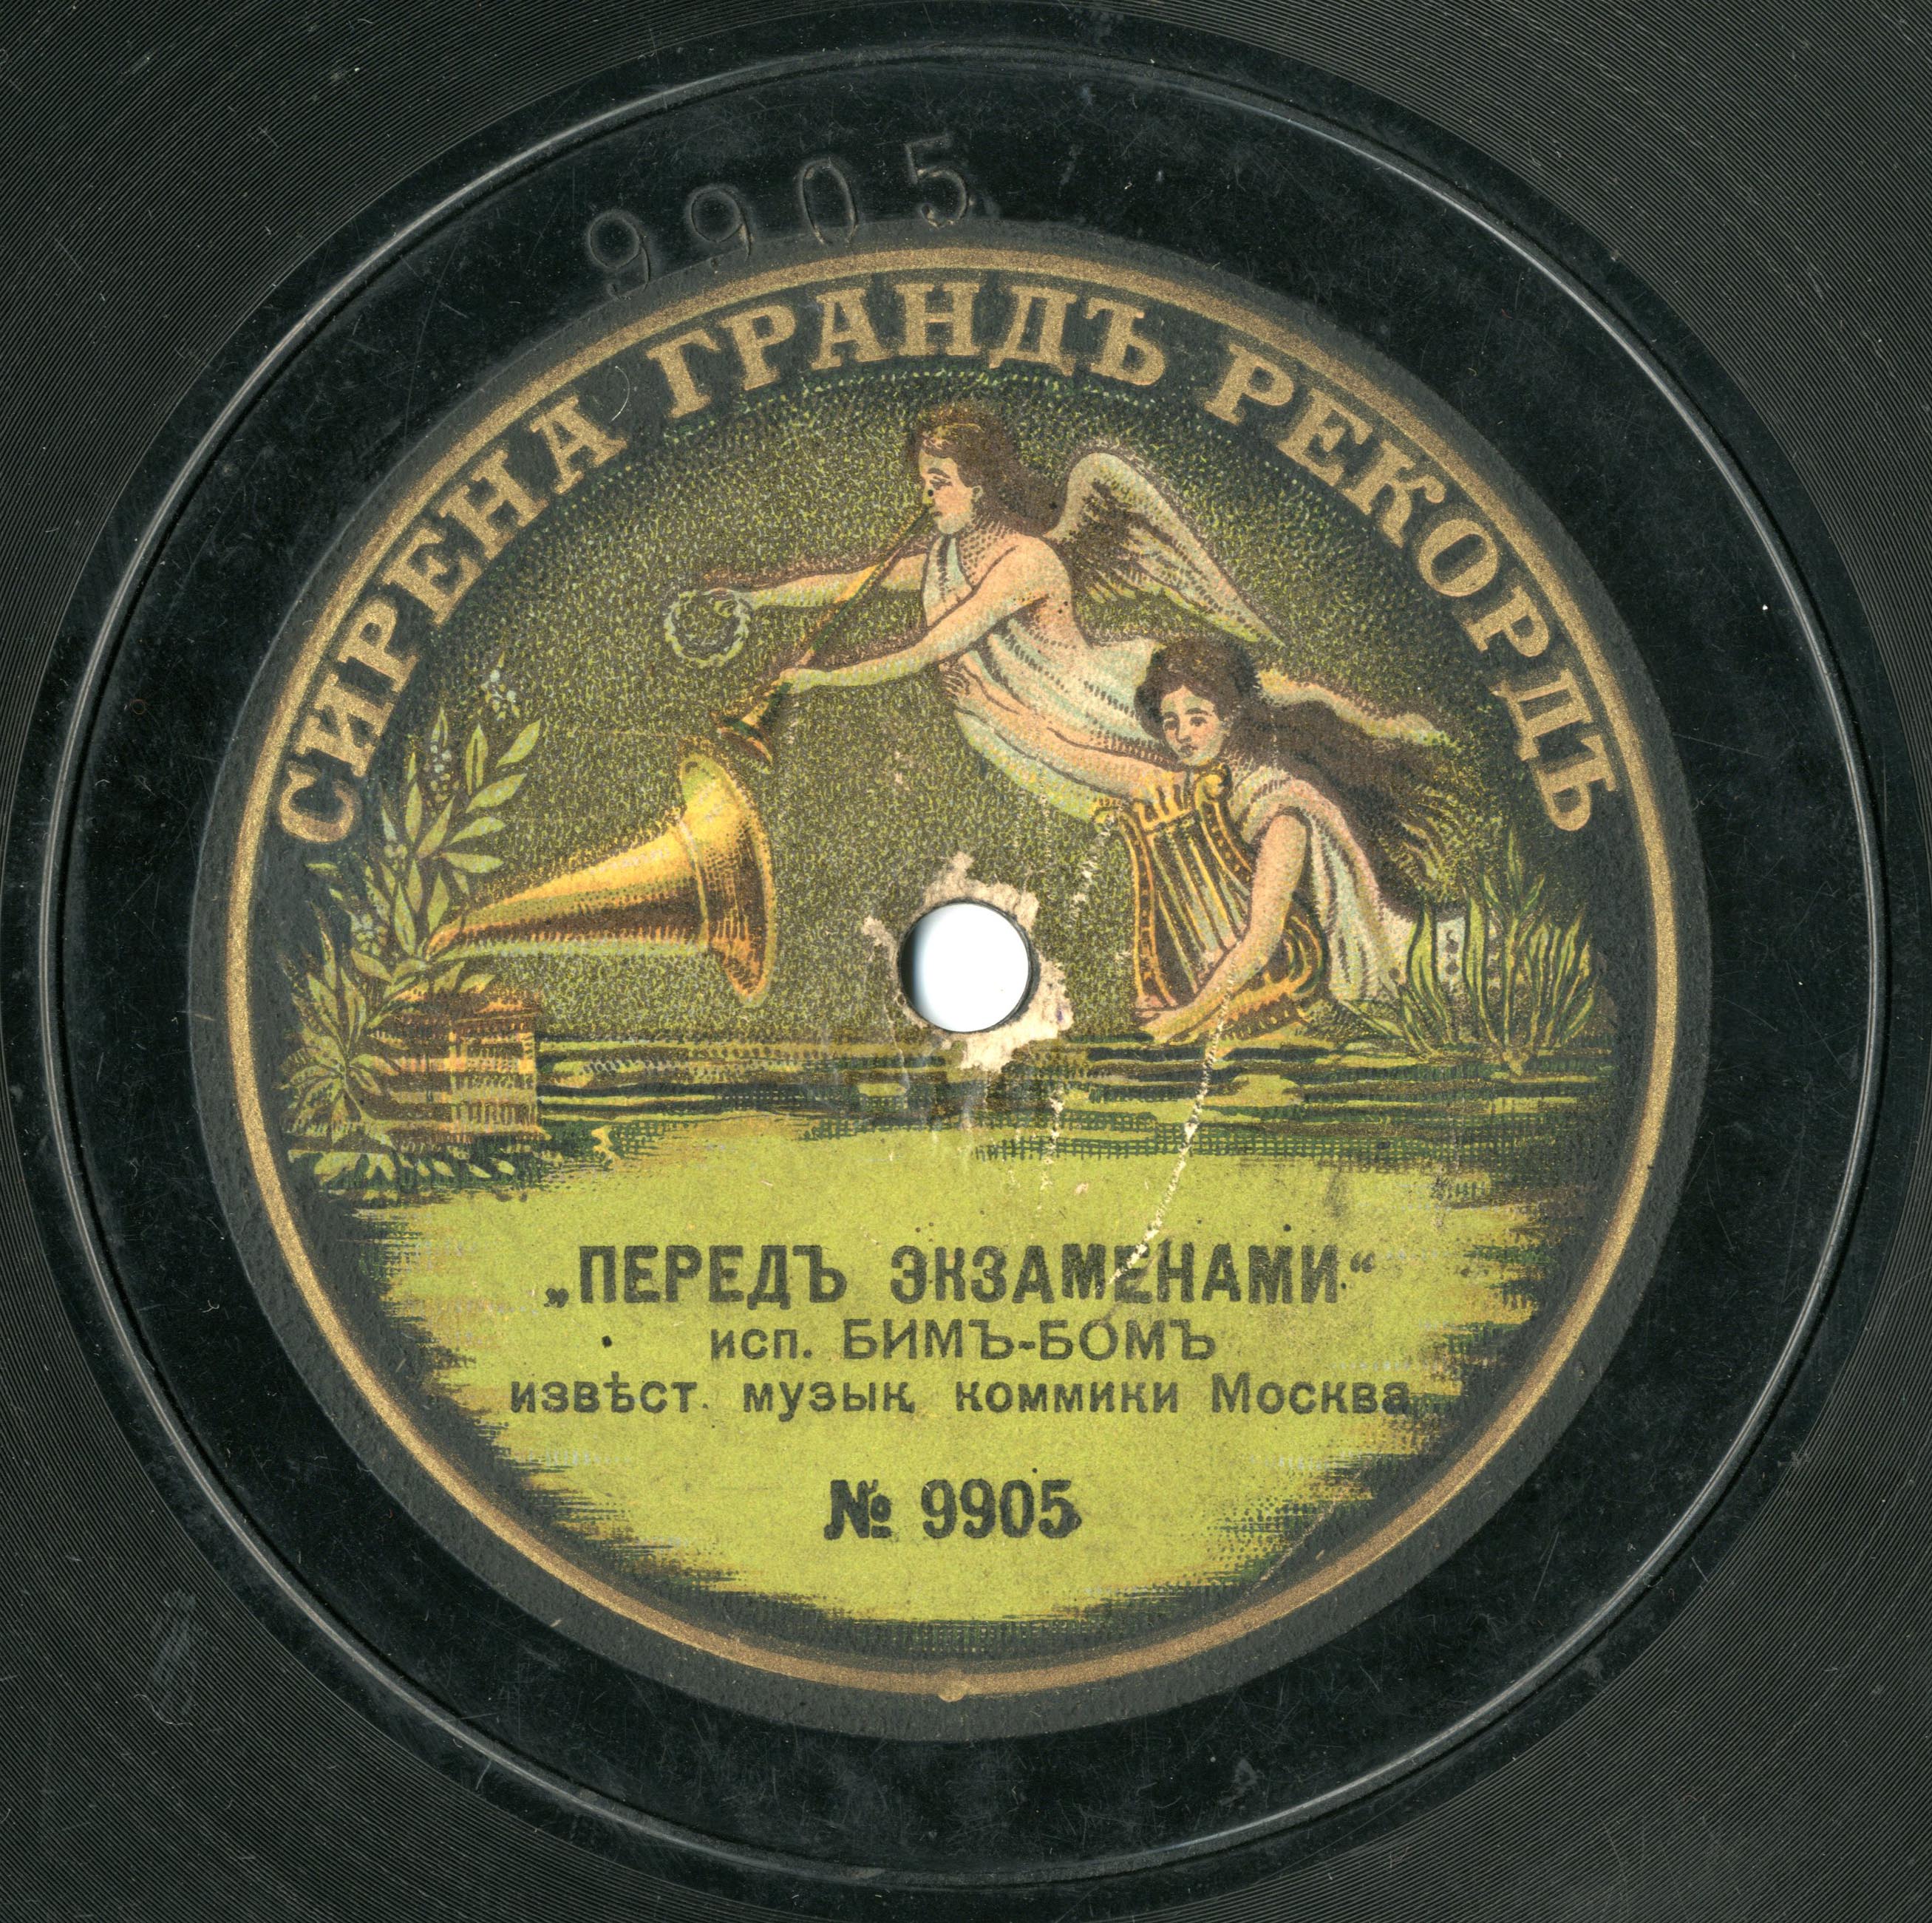 9905
СИРЕНА ГРАНДЪ РЕКОРДЪ
„ПЕРЕДЪ ЭКЗАМЕНАМИ“
исп. БИМЪ-БОМЪ
извѣст. музык, коммики Москва,
№ 9905